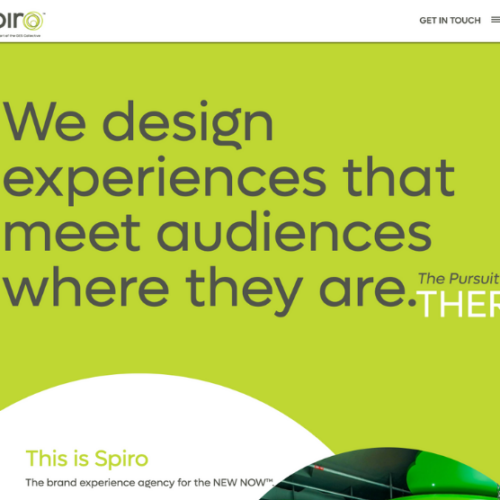 GET IN TOUCH
We design
experiences that
meet audiences
where they are.
The Pursuit
THER
This is Spiro
The brand experience agency for the NEW NOW™